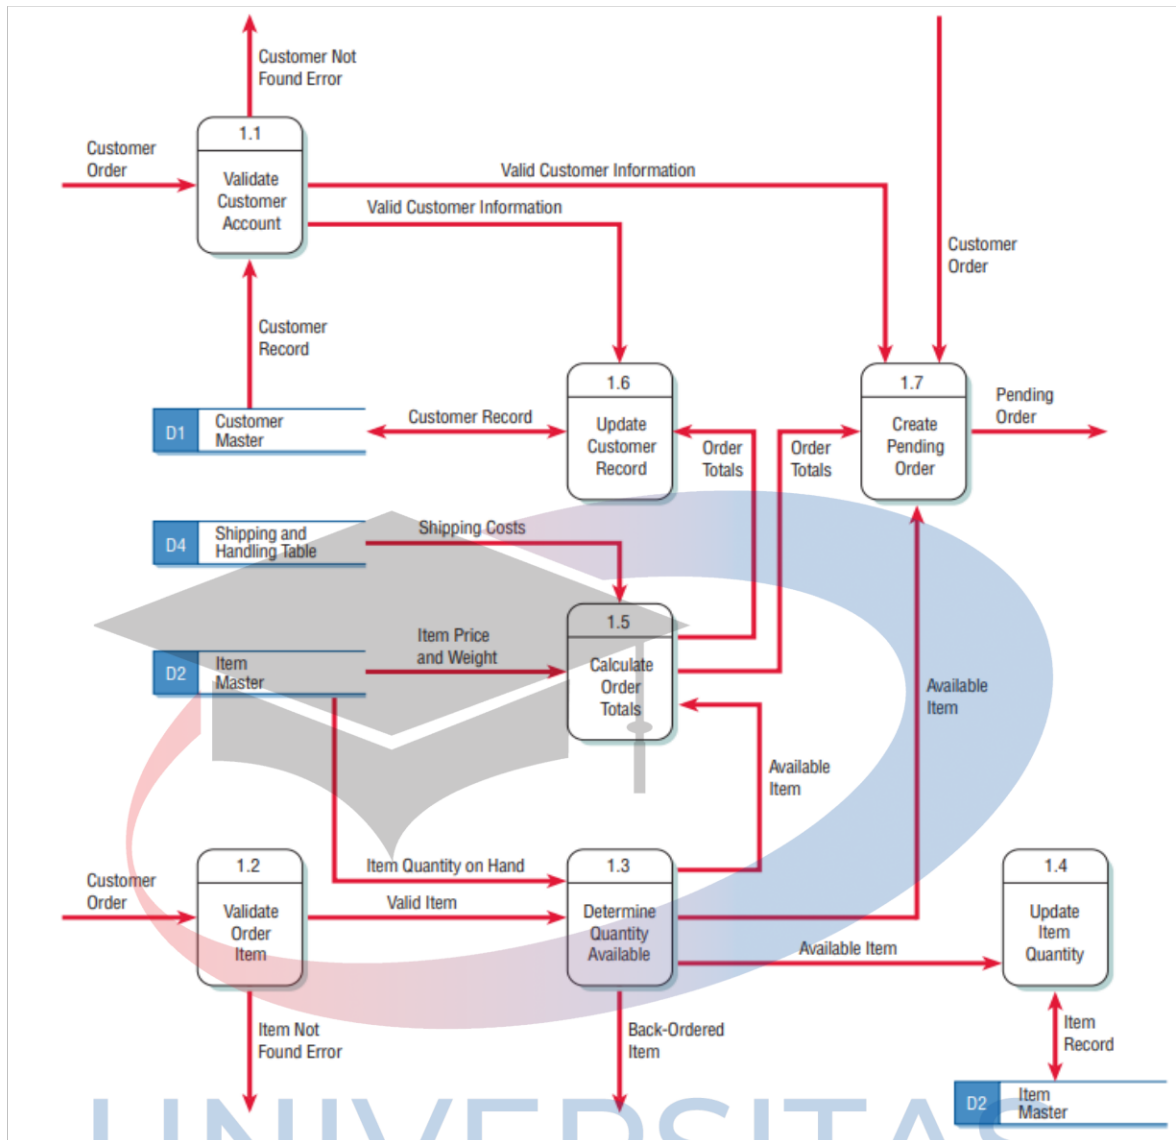 Customer Not
Found Error
1.1
Customer
Order
Validate
Customer
Account
Valid Customer Information
Valid Customer Information
Customer
Order
Customer
Record
1.6
1.7
D1
Customer
Master
Customer Record
Update
Customer
Record
Order
Totals
Order
Totals
Create
Pending
Order
Pending
Order
D4
Shipping and
Handling Table
Shipping Costs
1.5
D2
Item
Master
Item Price
and Weight
Calculate
Order
Totals
Available
Item
Available
Item
1.2
Item Quantity on Hand
1.3
1.4
Customer
Order
Validate
Order
Item
Valid Item
Determine
Quantity
Available
Available Item
Update
Item
Quantity
Item Not
Found Error
Back-Ordered
Item
Item
Record
D2
Item
Master
UNIVERSITAS